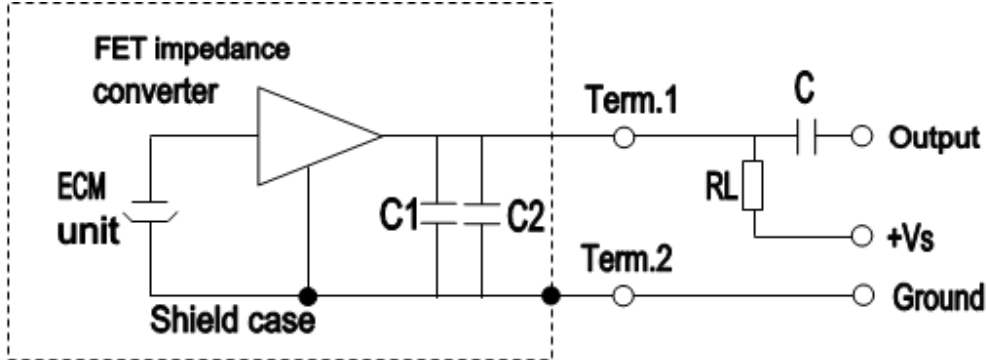 FET impedance
converter
ECM
unit
C1
C2
Shield case
Term.1
Term.2
C
RL
Output
+Vs
Ground